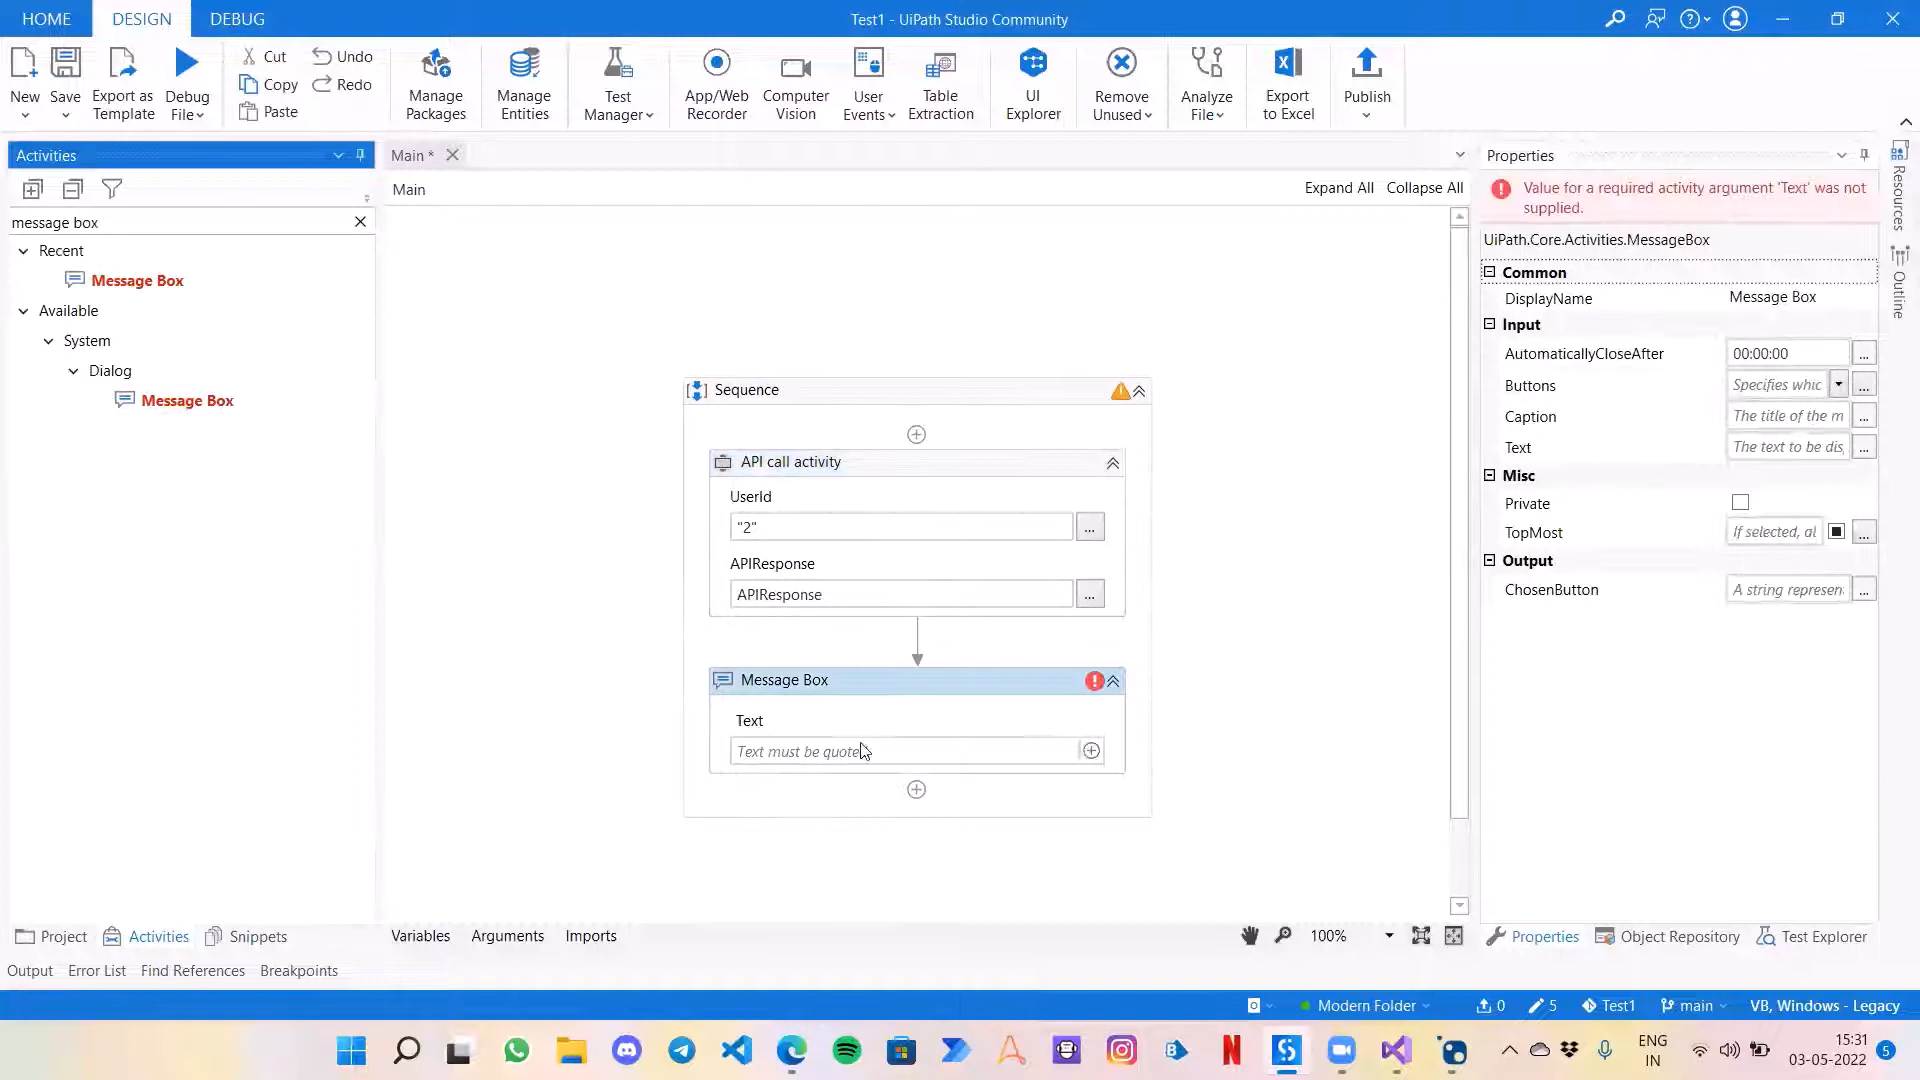 HOME DESIGN DEBUG Test1 - UiPath Studio Community
New Save Export as Template Debug File Cut Copy Paste Undo Redo Manage Packages Manage Entities Test Manager App/Web Recorder Computer Vision User Events Table Extraction UI Explorer Remove Unused Analyze File Export to Excel Publish
Activities
message box
Recent
Message Box
Available
System
Dialog
Message Box
Main *
Main Expand All Collapse All
Sequence
API call activity
UserId
"2"
...
APIResponse
APIResponse
...
Message Box
Text
Text must be quote
Properties
Value for a required activity argument 'Text' was not
supplied.
UiPath.Core.Activities.MessageBox
Common
DisplayName Message Box
Input
AutomaticallyCloseAfter 00:00:00 ...
Buttons Specifies whic ...
Caption The title of the m ...
Text The text to be dis ...
Misc
Private
TopMost If selected, al ...
Output
ChosenButton A string represen ...
Resources
Outline
Project Activities Snippets
Variables Arguments Imports 100%
Properties Object Repository Test Explorer
Output Error List Find References Breakpoints
Modern Folder 0 5 Test1 main VB, Windows - Legacy
ENG
IN
15:31
03-05-2022
5